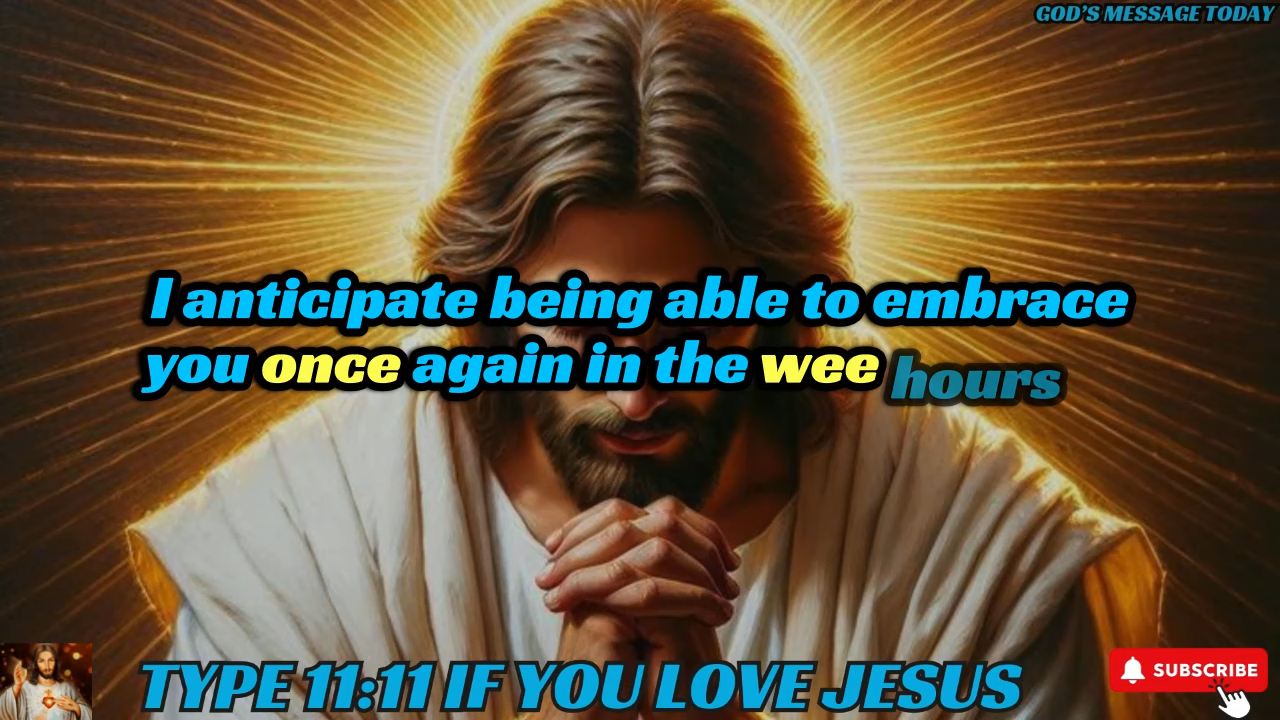 GOD'S MESSAGE TODAY
I anticipate being able to embrace
you once again in the wee hours
TYPE 11:11 IF YOU LOVE JESUS
SUBSCRIBE